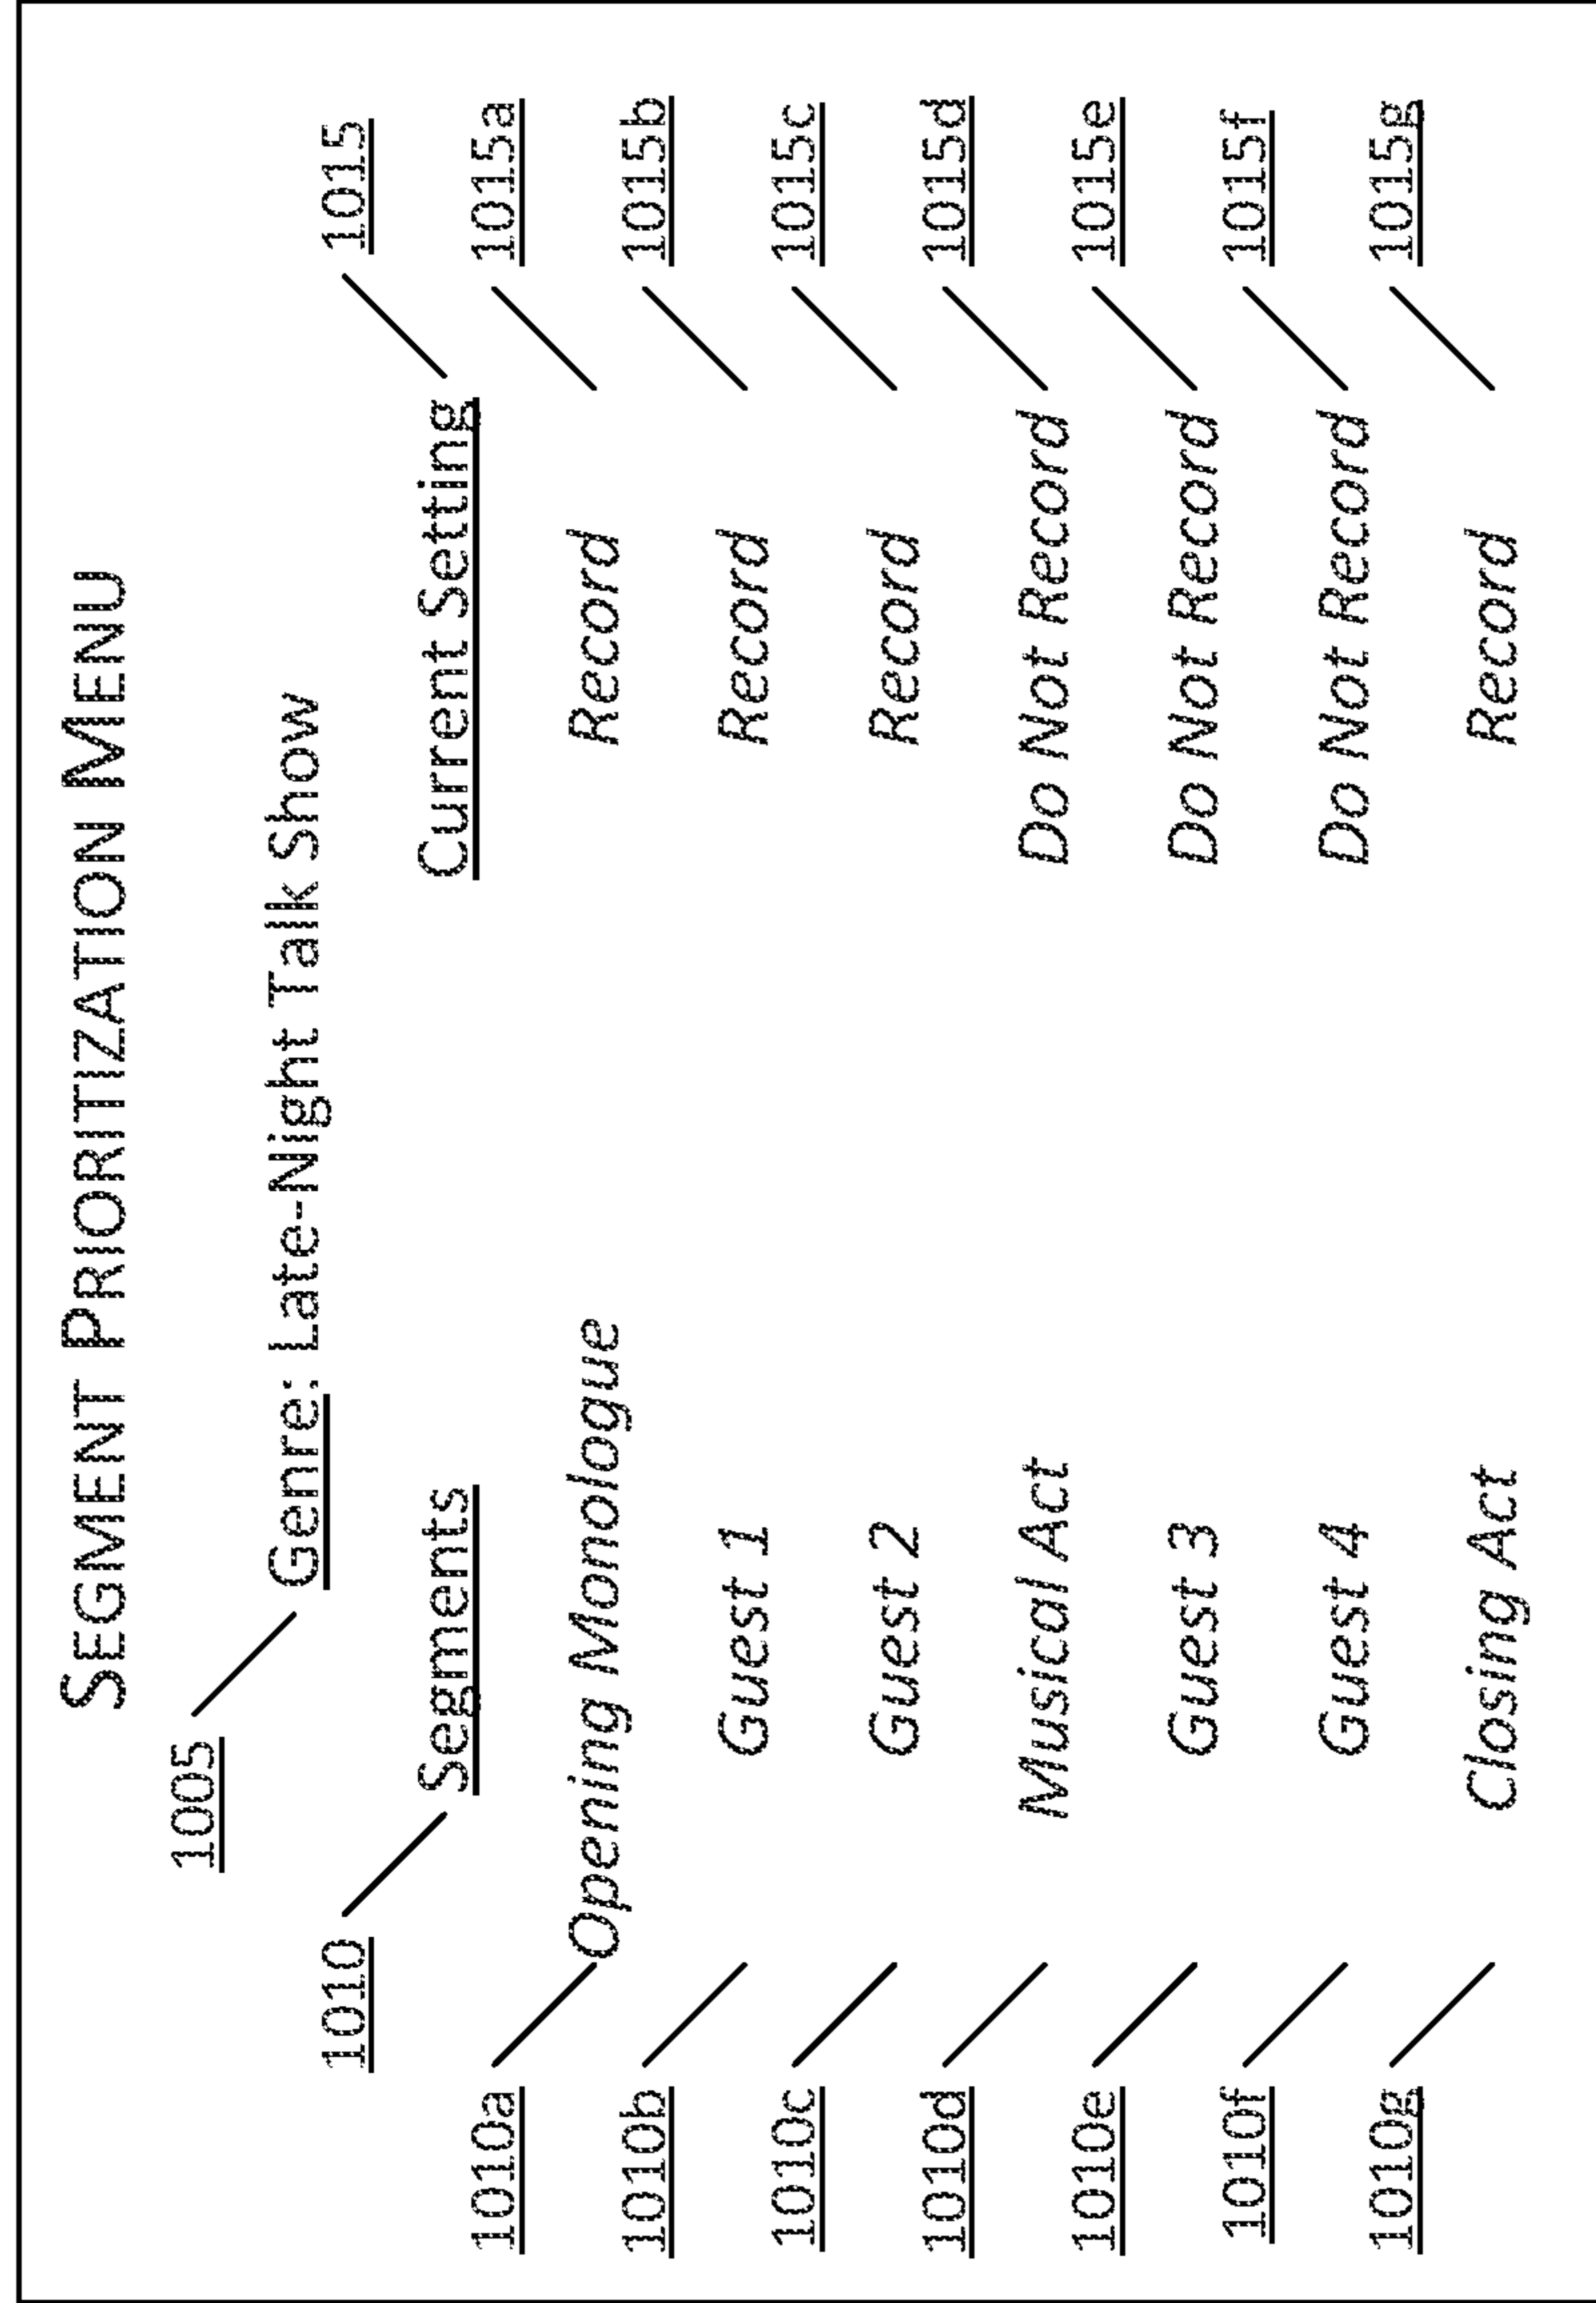 SEGMENT PRIORITIZATION MENU
1005 Genre: Late-Night Talk Show
1010 Segments Current Setting 1015
1010a Opening Monologue Record 1015a
1010b Guest 1 Record 1015b
1010c Guest 2 Record 1015c
1010d Musical Act Do Not Record 1015d
1010e Guest 3 Do Not Record 1015e
1010f Guest 4 Do Not Record 1015f
1010g Closing Act Record 1015g